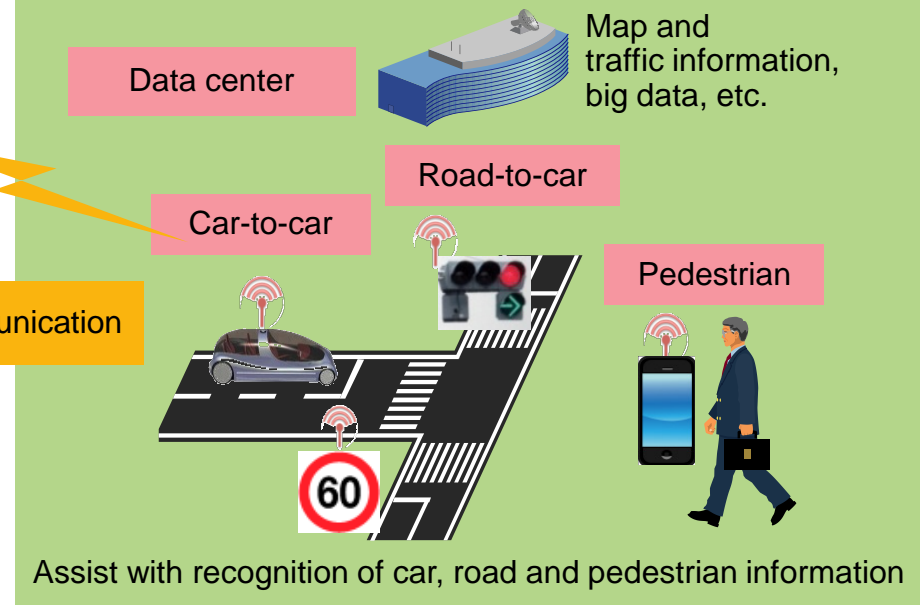 Data center
Map and
traffic information,
big data, etc.
Road-to-car
Car-to-car
Pedestrian
unication
60
Assist with recognition of car, road and pedestrian information